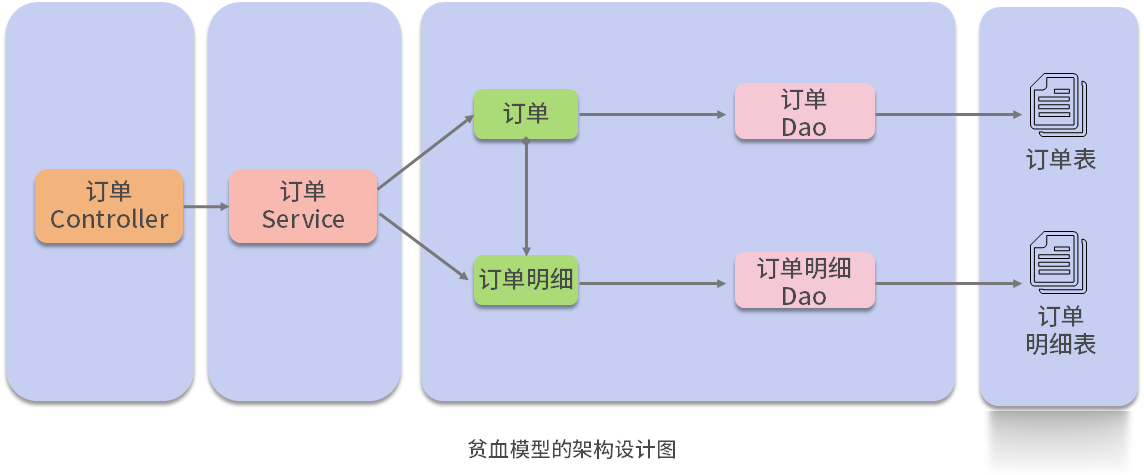 订单
Controller
订单
Service
订单
订单明细
订单
Dao
订单明细
Dao
订单表
订单
明细表
贫血模型的架构设计图